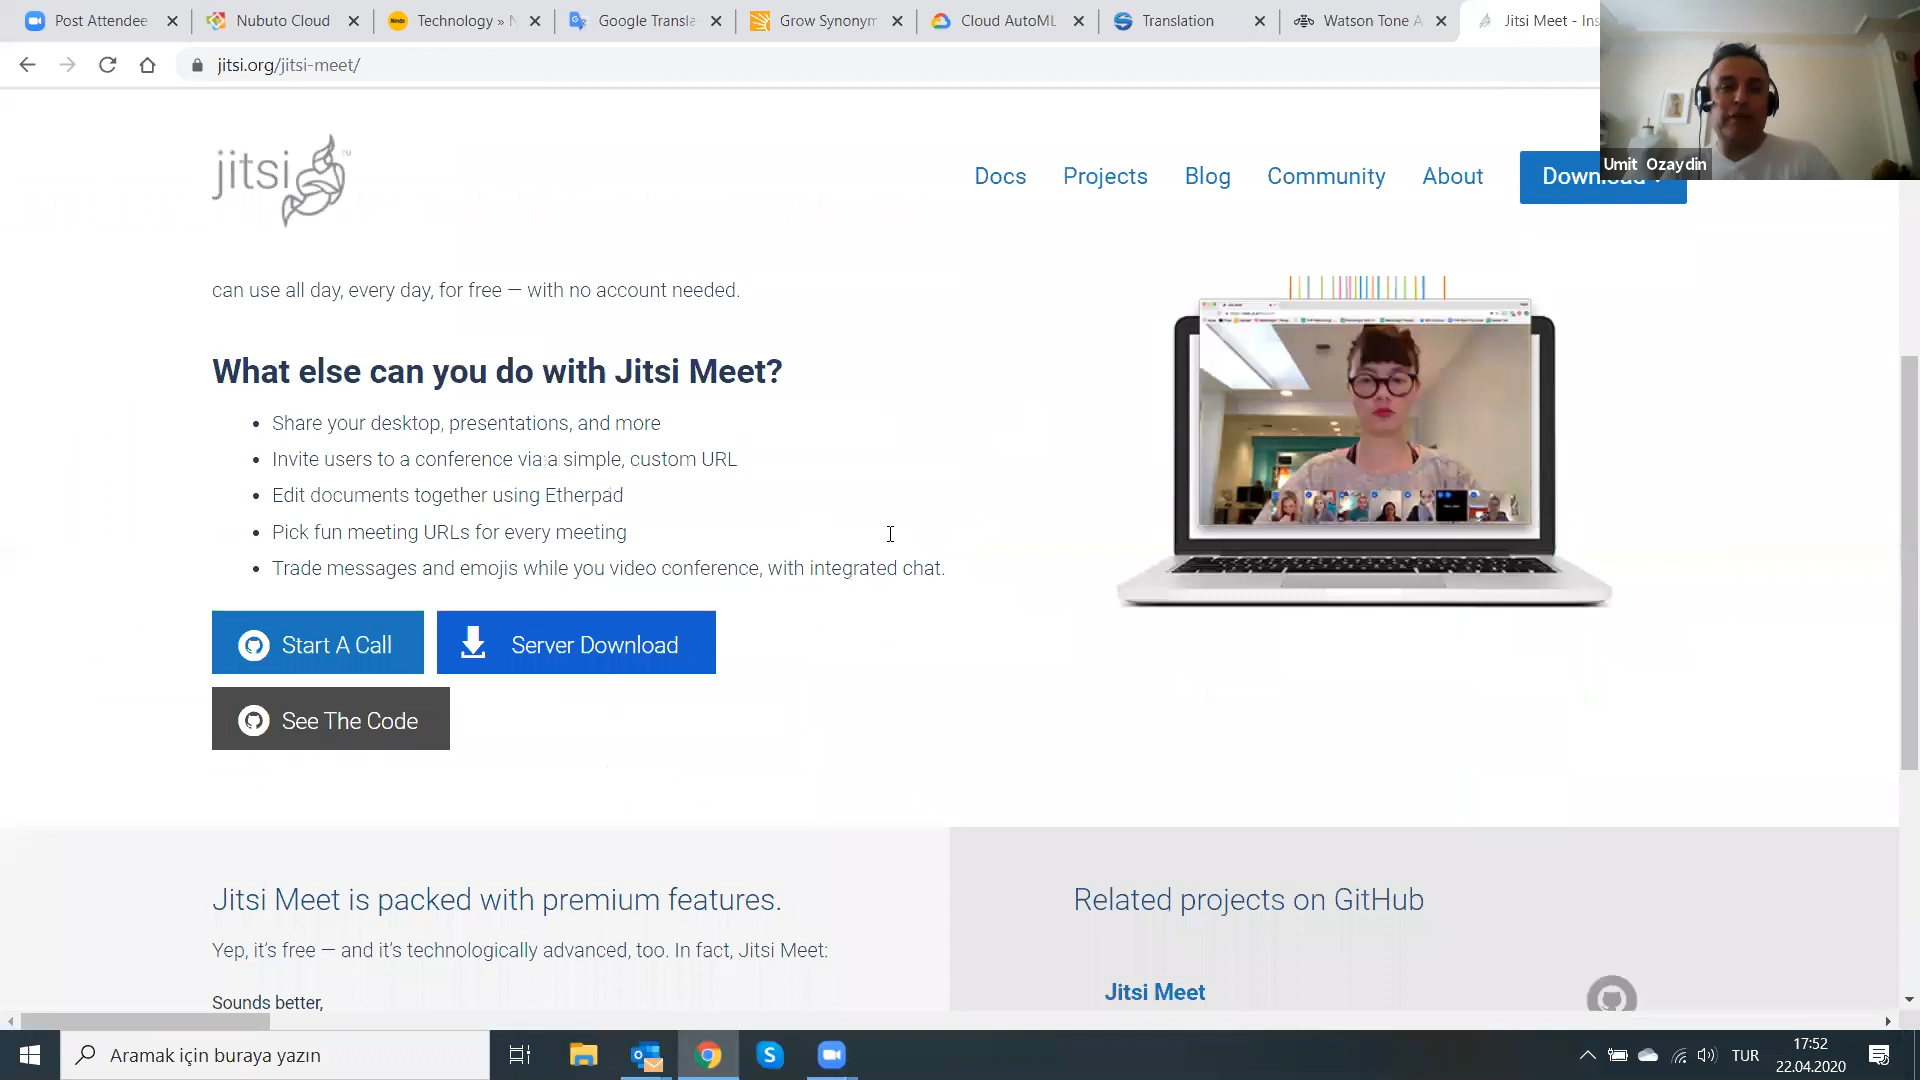 Post Attendee
Nubuto Cloud
Technology » N
Google Transla
Grow Synonym
Cloud AutoML
Translation
Watson Tone A
Jitsi Meet - Ins
jitsi.org/jitsi-meet/
Umit Ozaydin
jitsi
TM
Docs
Projects
Blog
Community
About
Download
can use all day, every day, for free — with no account needed.
What else can you do with Jitsi Meet?
• Share your desktop, presentations, and more
• Invite users to a conference via a simple, custom URL
• Edit documents together using Etherpad
• Pick fun meeting URLs for every meeting
• Trade messages and emojis while you video conference, with integrated chat.
Start A Call
Server Download
See The Code
Jitsi Meet is packed with premium features.
Yep, it's free — and it's technologically advanced, too. In fact, Jitsi Meet:
Sounds better,
Related projects on GitHub
Jitsi Meet
Aramak için buraya yazın
TUR
17:52
22.04.2020